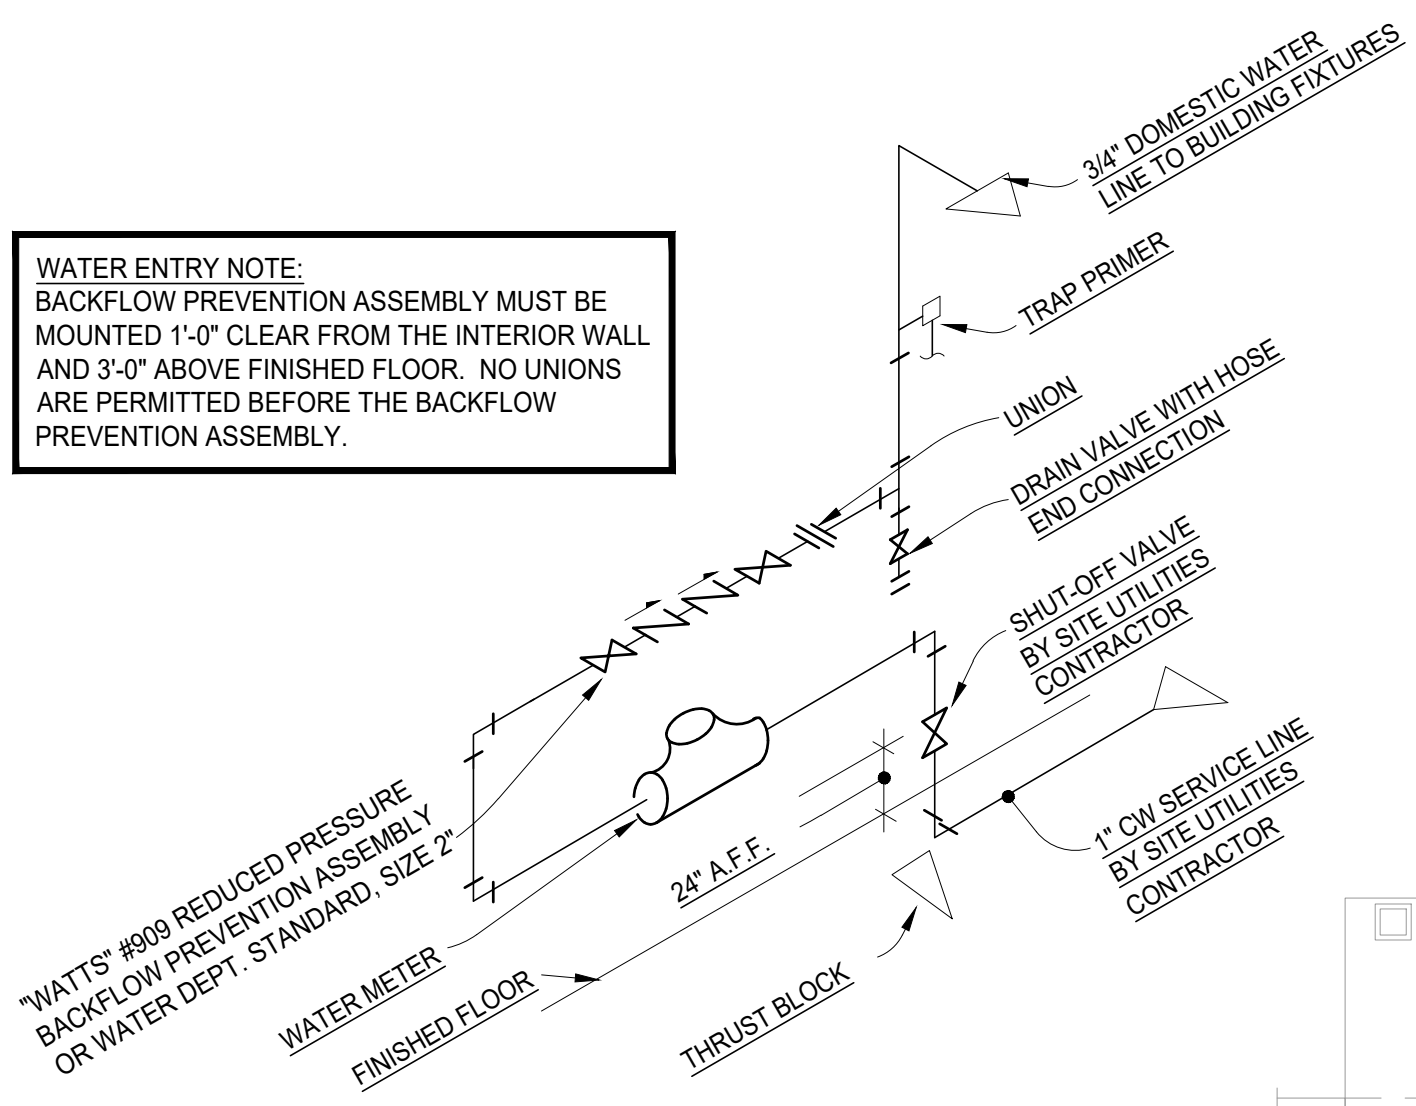 3/4" DOMESTIC WATER
LINE TO BUILDING FIXTURES
WATER ENTRY NOTE:
BACKFLOW PREVENTION ASSEMBLY MUST BE
MOUNTED 1'-0" CLEAR FROM THE INTERIOR WALL
AND 3'-0" ABOVE FINISHED FLOOR. NO UNIONS
ARE PERMITTED BEFORE THE BACKFLOW
PREVENTION ASSEMBLY.
TRAP PRIMER
UNION
DRAIN VALVE WITH HOSE
END CONNECTION
SHUT-OFF VALVE
BY SITE UTILITIES
CONTRACTOR
1" CW SERVICE LINE
BY SITE UTILITIES
CONTRACTOR
24" A.F.F.
"WATTS" #909 REDUCED PRESSURE
BACKFLOW PREVENTION ASSEMBLY
OR WATER DEPT. STANDARD, SIZE 2"
WATER METER
FINISHED FLOOR
THRUST BLOCK